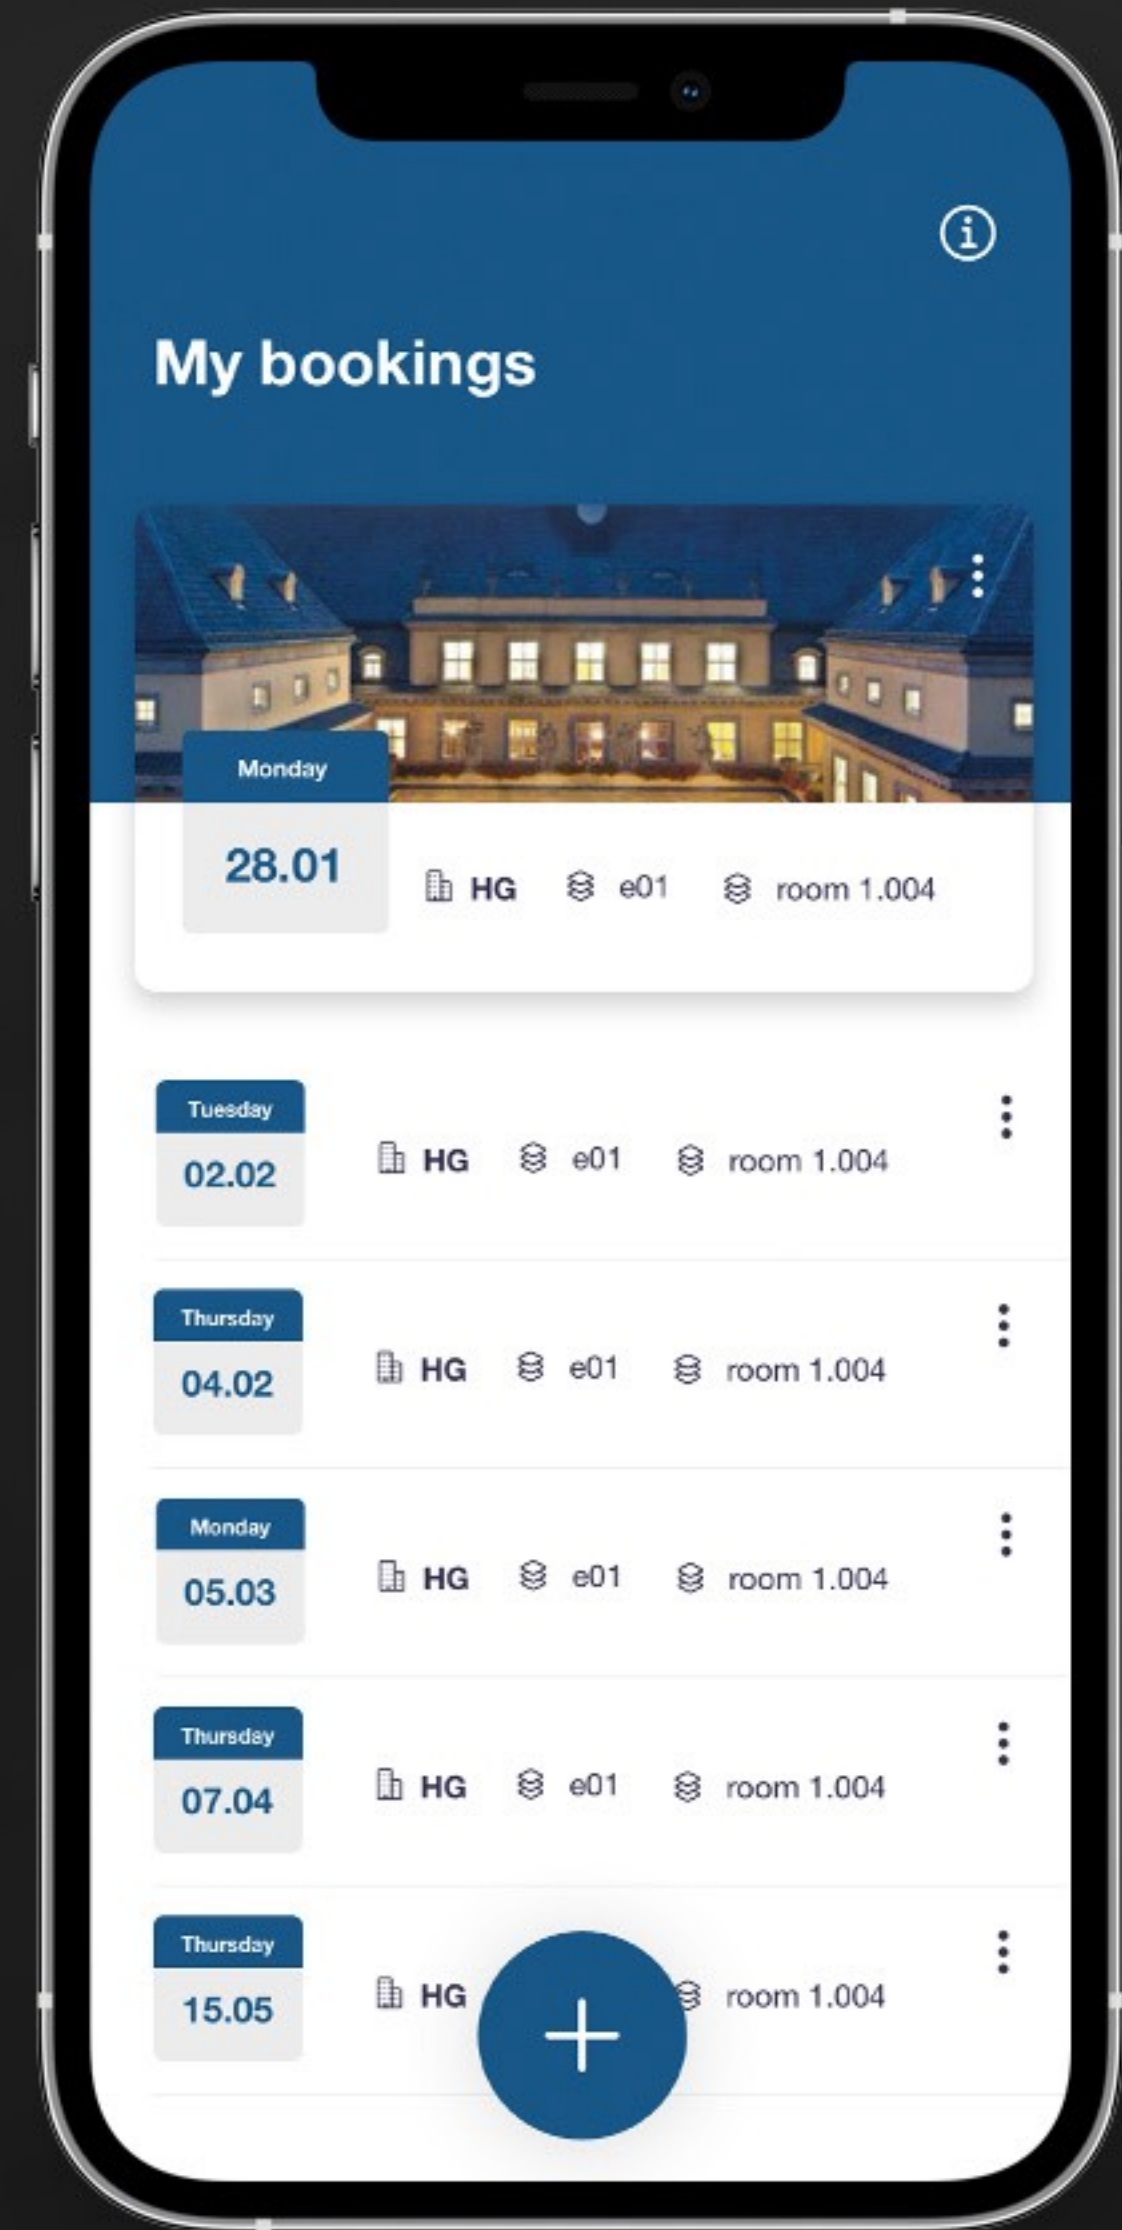 My bookings
Monday
28.01
HG e01 room 1.004
Tuesday
02.02
HG e01 room 1.004
Thursday
04.02
HG e01 room 1.004
Monday
05.03
HG e01 room 1.004
Thursday
07.04
HG e01 room 1.004
Thursday
15.05
HG room 1.004